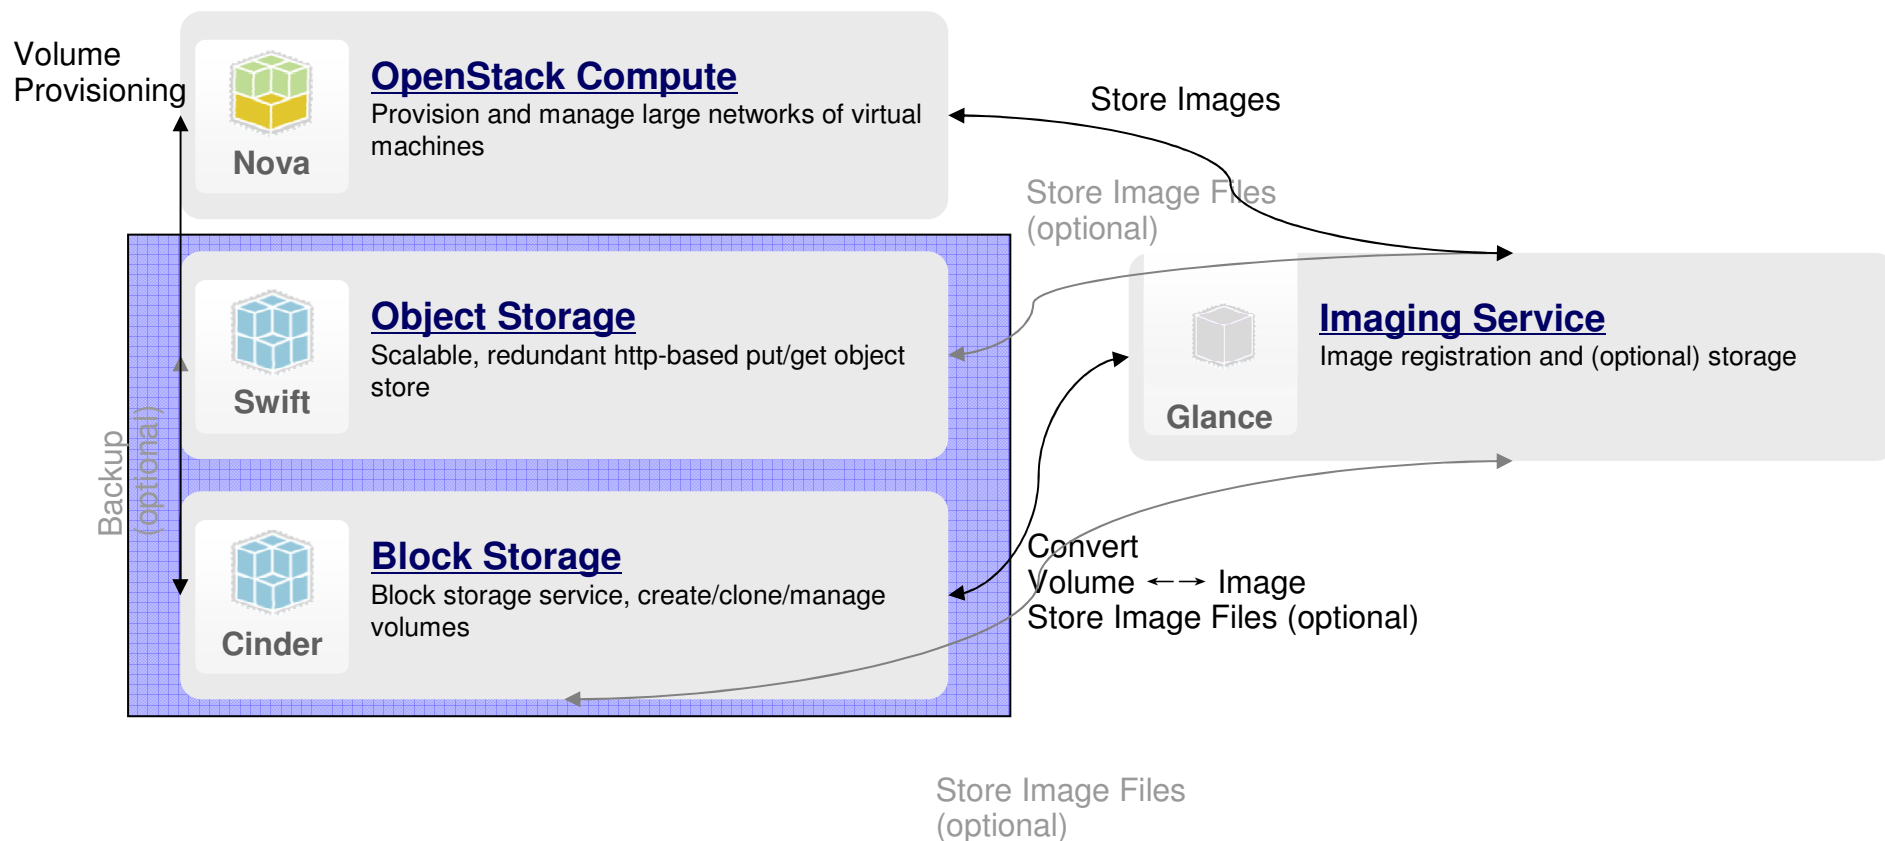 Volume
Provisioning
Nova
OpenStack Compute
Provision and manage large networks of virtual
machines
Store Images
Store Image Files
(optional)
Swift
Object Storage
Scalable, redundant http-based put/get object
store
Glance
Imaging Service
Image registration and (optional) storage
Backup
(optional)
Cinder
Block Storage
Block storage service, create/clone/manage
volumes
Convert
Volume ←→ Image
Store Image Files (optional)
Store Image Files
(optional)